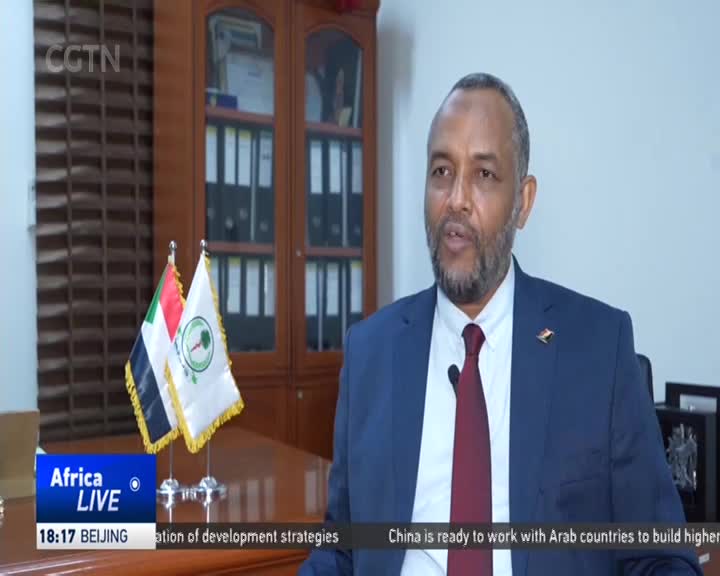 CGTN
Africa
LIVE
18:17 BEIJING
ation of development strategies China is ready to work with Arab countries to build higher